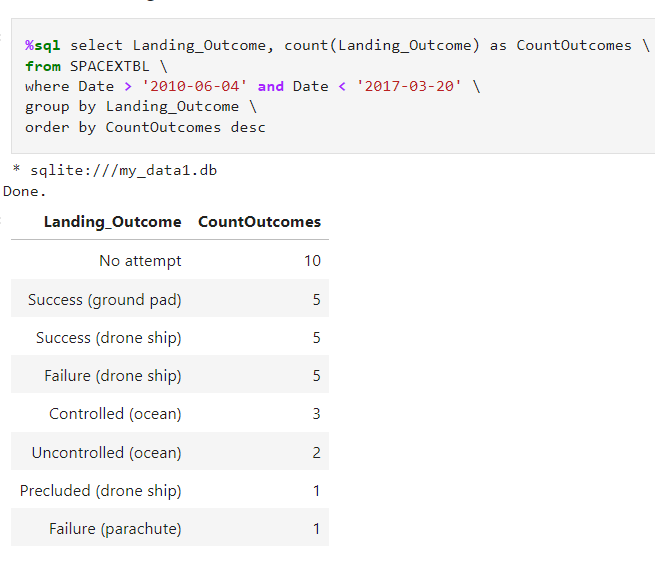 %sql select Landing_Outcome, count(Landing_Outcome) as CountOutcomes \
from SPACEXTBL \
where Date > '2010-06-04' and Date < '2017-03-20' \
group by Landing_Outcome \
order by CountOutcomes desc
* sqlite:///my_data1.db
Done.
Landing_Outcome CountOutcomes
No attempt 10
Success (ground pad) 5
Success (drone ship) 5
Failure (drone ship) 5
Controlled (ocean) 3
Uncontrolled (ocean) 2
Precluded (drone ship) 1
Failure (parachute) 1